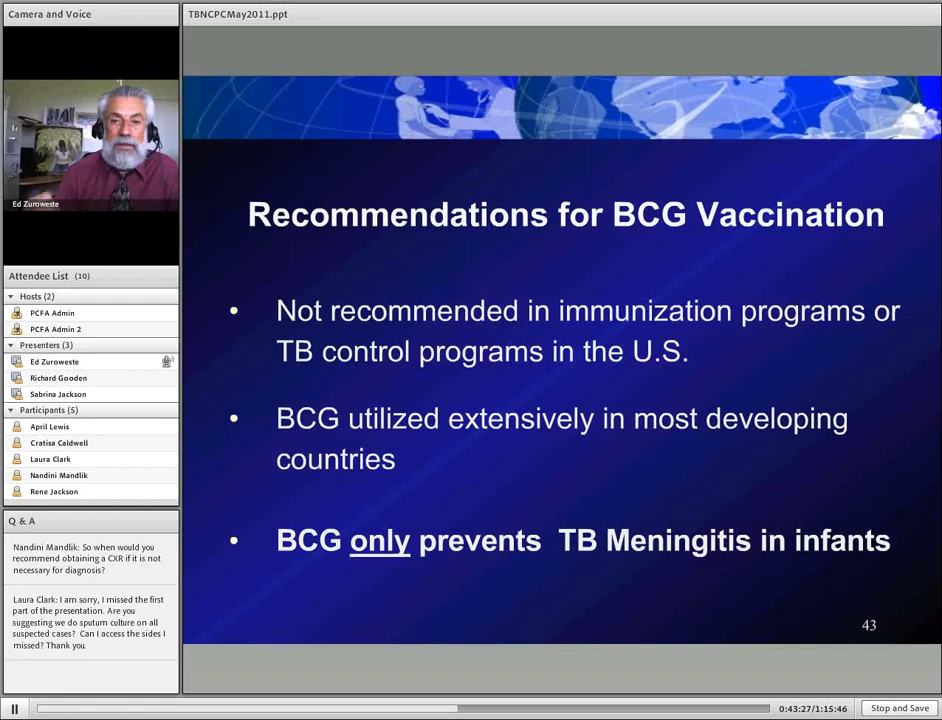 Camera and Voice
TBNCPCMay2011.ppt
Ed Zuroweste
Attendee List (10)
Hosts (2)
PCFA Admin
PCFA Admin 2
Presenters (3)
Ed Zuroweste
Richard Gooden
Sabrina Jackson
Participants (5)
April Lewis
Cratisa Caldwell
Laura Clark
Nandini Mandlik
Rene Jackson
Q & A
Nandini Mandlik: So when would you
recommend obtaining a CXR if it is not
necessary for diagnosis?
Laura Clark: I am sorry, I missed the first
part of the presentation. Are you
suggesting we do sputum culture on all
suspected cases? Can I access the sides I
missed? Thank you.
Recommendations for BCG Vaccination
• Not recommended in immunization programs or
TB control programs in the U.S.
• BCG utilized extensively in most developing
countries
• BCG only prevents TB Meningitis in infants
43
0:43:27/1:15:46
Stop and Save